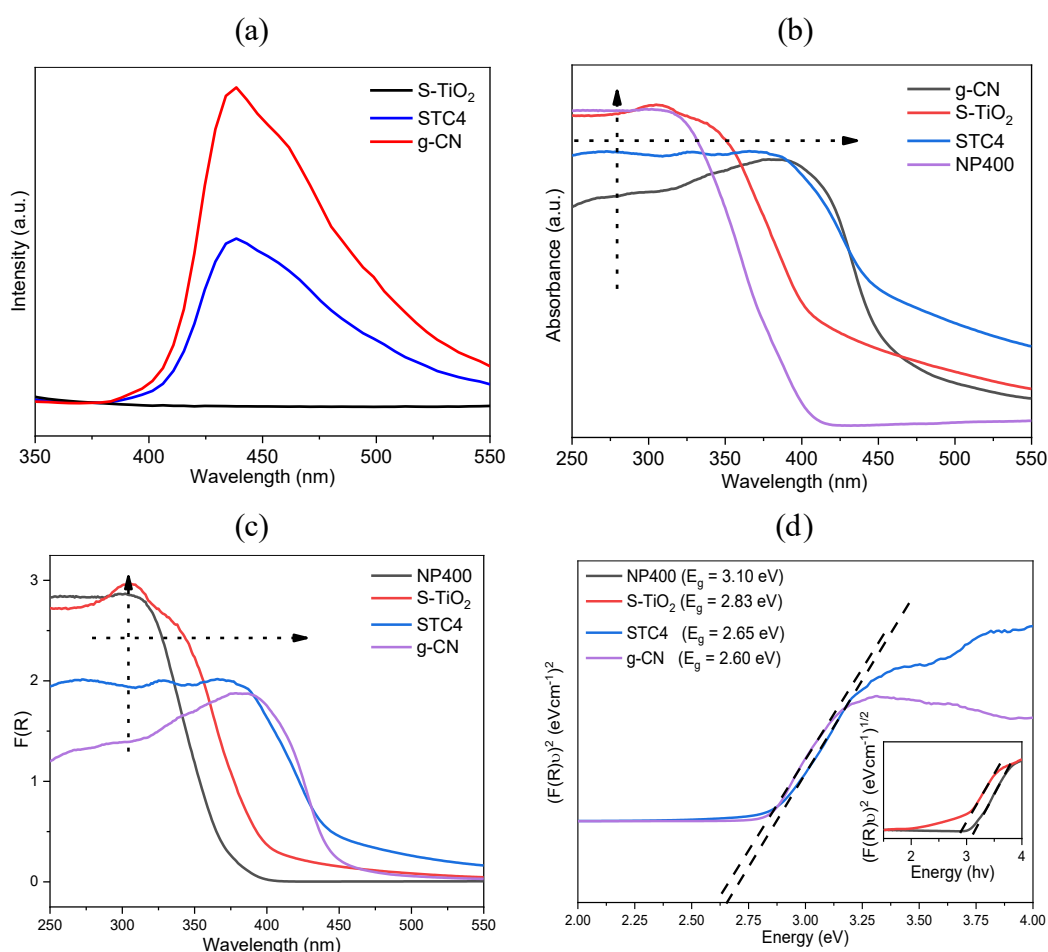 (a)
S-TiO₂
STC4
g-CN
Intensity (a.u.)
350 400 450 500 550
Wavelength (nm)
(b)
g-CN
S-TiO₂
STC4
NP400
Absorbance (a.u.)
250 300 350 400 450 500 550
Wavelength (nm)
(c)
NP400
S-TiO₂
STC4
g-CN
F(R)
3
2
1
0
250 300 350 400 450 500 550
Wavelength (nm)
(d)
NP400 (E_g = 3.10 eV)
S-TiO₂ (E_g = 2.83 eV)
STC4 (E_g = 2.65 eV)
g-CN (E_g = 2.60 eV)
(F(R)υ)² (eVcm⁻¹)²
(F(R)υ)² (eVcm⁻¹)^1/2
2 3 4
Energy (hv)
2.00 2.25 2.50 2.75 3.00 3.25 3.50 3.75 4.00
Energy (eV)